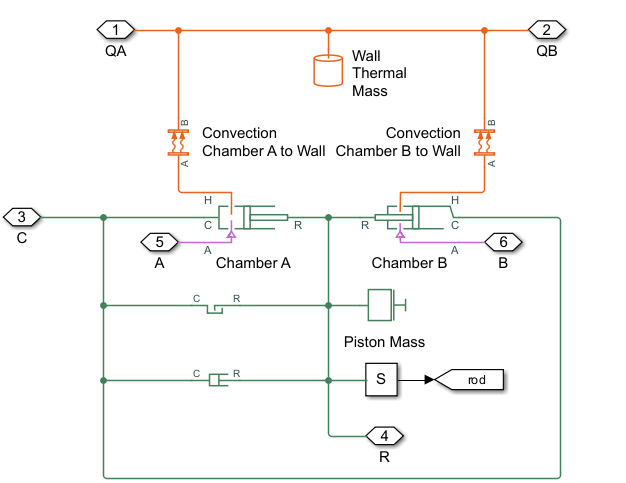 1
2
QA
QB
Wall
Thermal
Mass
B
B
Convection
Chamber A to Wall
Convection
Chamber B to Wall
A
A
H
H
3
C
C
R
R
C
5
A
6
A
A
Chamber A
Chamber B
C
B
C
R
Piston Mass
C
R
S
rod
4
R